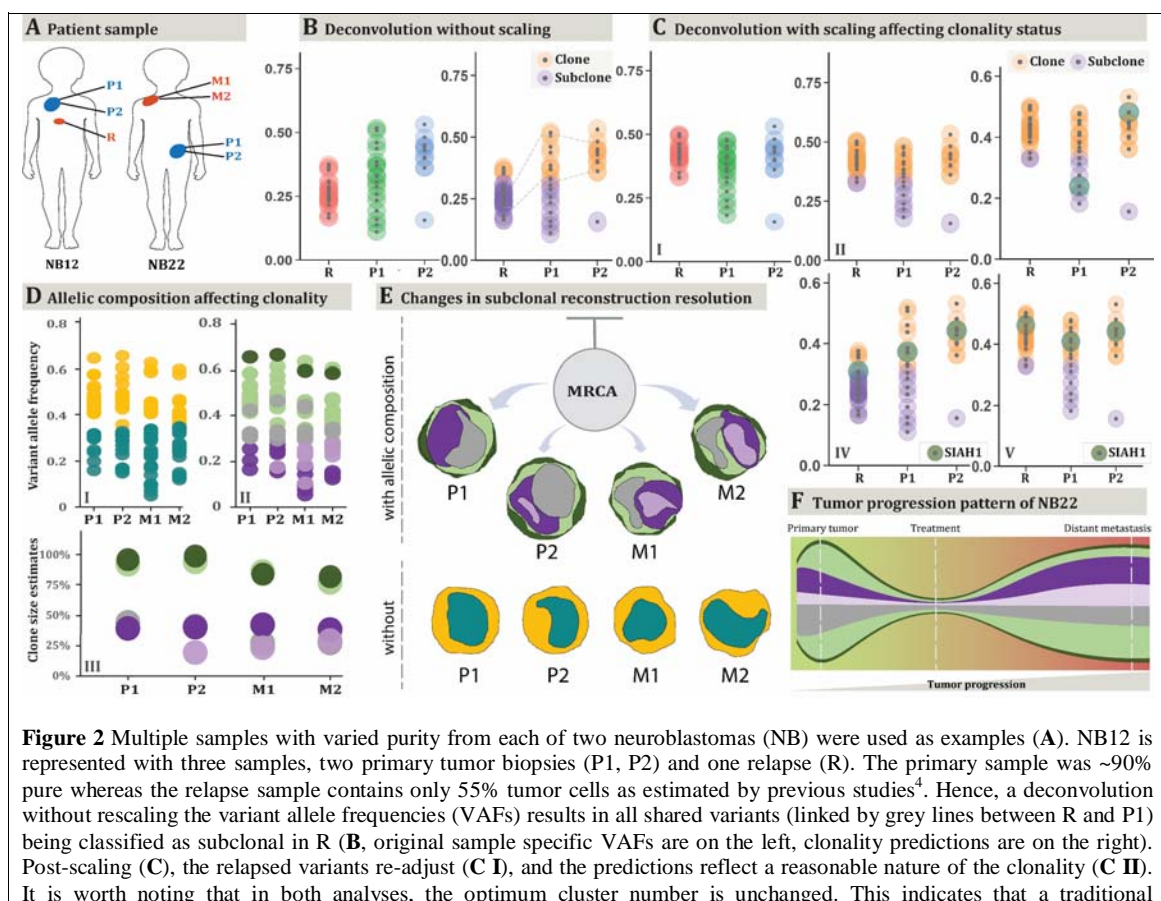 A Patient sample
P1
P2
R
NB12
M1
M2
P1
P2
NB22
B Deconvolution without scaling
Clone Subclone
0.75
0.50
0.25
0.00
R P1 P2
0.75
0.50
0.25
0.00
R P1 P2
C Deconvolution with scaling affecting clonality status
Clone Subclone
0.75
0.50
0.25
0.00
I
R P1 P2
0.75
0.50
0.25
0.00
II
R P1 P2
0.6
0.4
0.2
0.0
R P1 P2
0.6
0.4
0.2
0.0
IV
SIAH1
R P1 P2
0.6
0.4
0.2
0.0
V
SIAH1
R P1 P2
D Allelic composition affecting clonality
Variant allele frequency
0.8
0.6
0.4
0.2
0
I
P1 P2 M1 M2
0.8
0.6
0.4
0.2
0
II
P1 P2 M1 M2
Clone size estimates
100%
75%
50%
25%
0%
III
P1 P2 M1 M2
E Changes in subclonal reconstruction resolution
with allelic composition
MRCA
P1
P2
M1
M2
without
P1 P2 M1 M2
F Tumor progression pattern of NB22
Primary tumor Treatment Distant metastasis
Tumor progression
Figure 2 Multiple samples with varied purity from each of two neuroblastomas (NB) were used as examples (A). NB12 is
represented with three samples, two primary tumor biopsies (P1, P2) and one relapse (R). The primary sample was ~90%
pure whereas the relapse sample contains only 55% tumor cells as estimated by previous studies4. Hence, a deconvolution
without rescaling the variant allele frequencies (VAFs) results in all shared variants (linked by grey lines between R and P1)
being classified as subclonal in R (B, original sample specific VAFs are on the left, clonality predictions are on the right).
Post-scaling (C), the relapsed variants re-adjust (C I), and the predictions reflect a reasonable nature of the clonality (C II).
It is worth noting that in both analyses, the optimum cluster number is unchanged. This indicates that a traditional